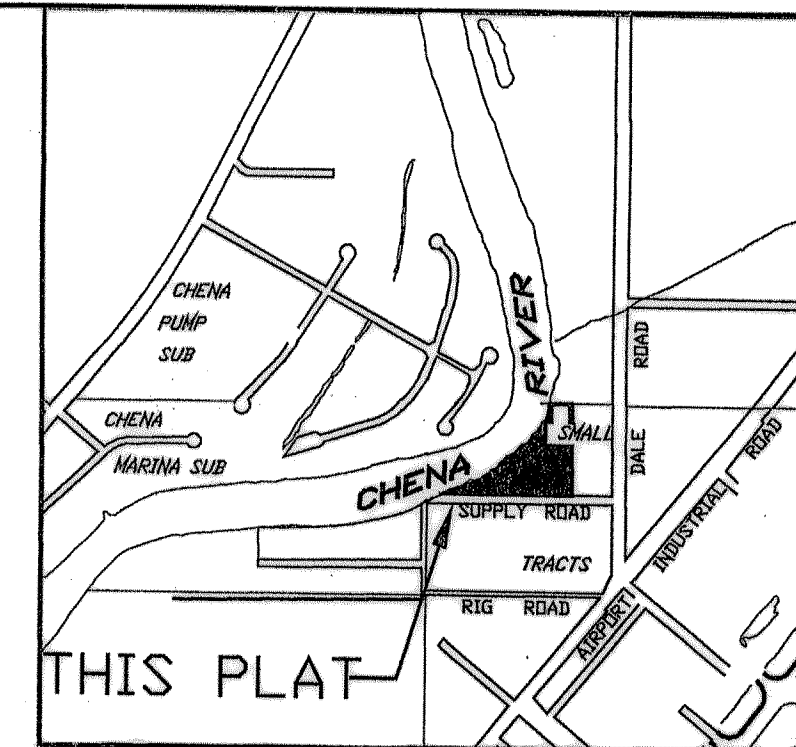 CHENA
PUMP
SUB
CHENA
MARINA SUB
CHENA RIVER
SMALL
TRACTS
DALE ROAD
SUPPLY ROAD
RIG ROAD
AIRPORT INDUSTRIAL ROAD
THIS PLAT